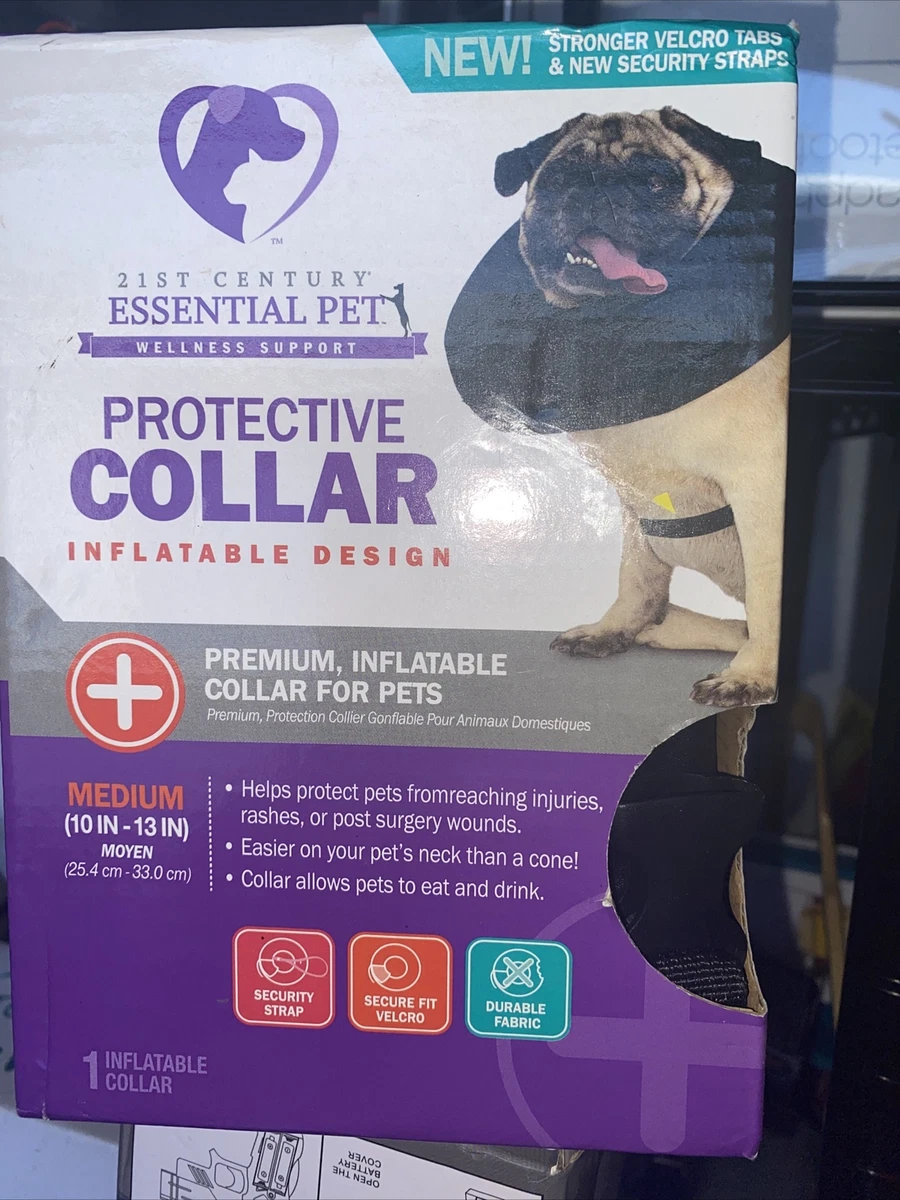 NEW!
STRONGER VELCRO TABS
& NEW SECURITY STRAPS
TM
21ST CENTURY
ESSENTIAL PET
WELLNESS SUPPORT
PROTECTIVE
COLLAR
INFLATABLE DESIGN
PREMIUM, INFLATABLE
COLLAR FOR PETS
Premium, Protection Collier Gonflable Pour Animaux Domestiques
MEDIUM
(10 IN - 13 IN)
MOYEN
(25.4 cm - 33.0 cm)
• Helps protect pets fromreaching injuries,
rashes, or post surgery wounds.
• Easier on your pet's neck than a cone!
• Collar allows pets to eat and drink.
SECURITY
STRAP
SECURE FIT
VELCRO
DURABLE
FABRIC
1 INFLATABLE
COLLAR
OPEN THE
BATTERY
COVER